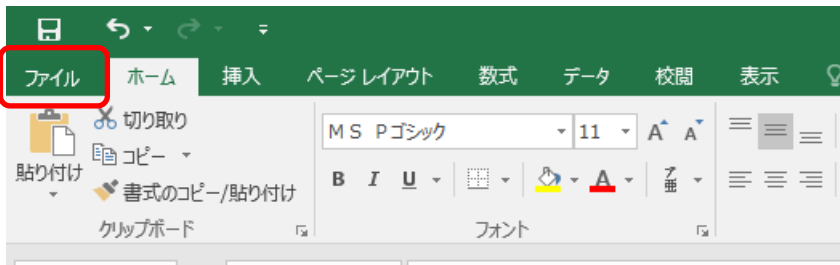 ファイル ホーム 挿入 ページ レイアウト 数式 データ 校閲 表示
切り取り
コピー
書式のコピー/貼り付け
貼り付け
クリップボード
MS Pゴシック 11 A A
B I U A ア亜
フォント